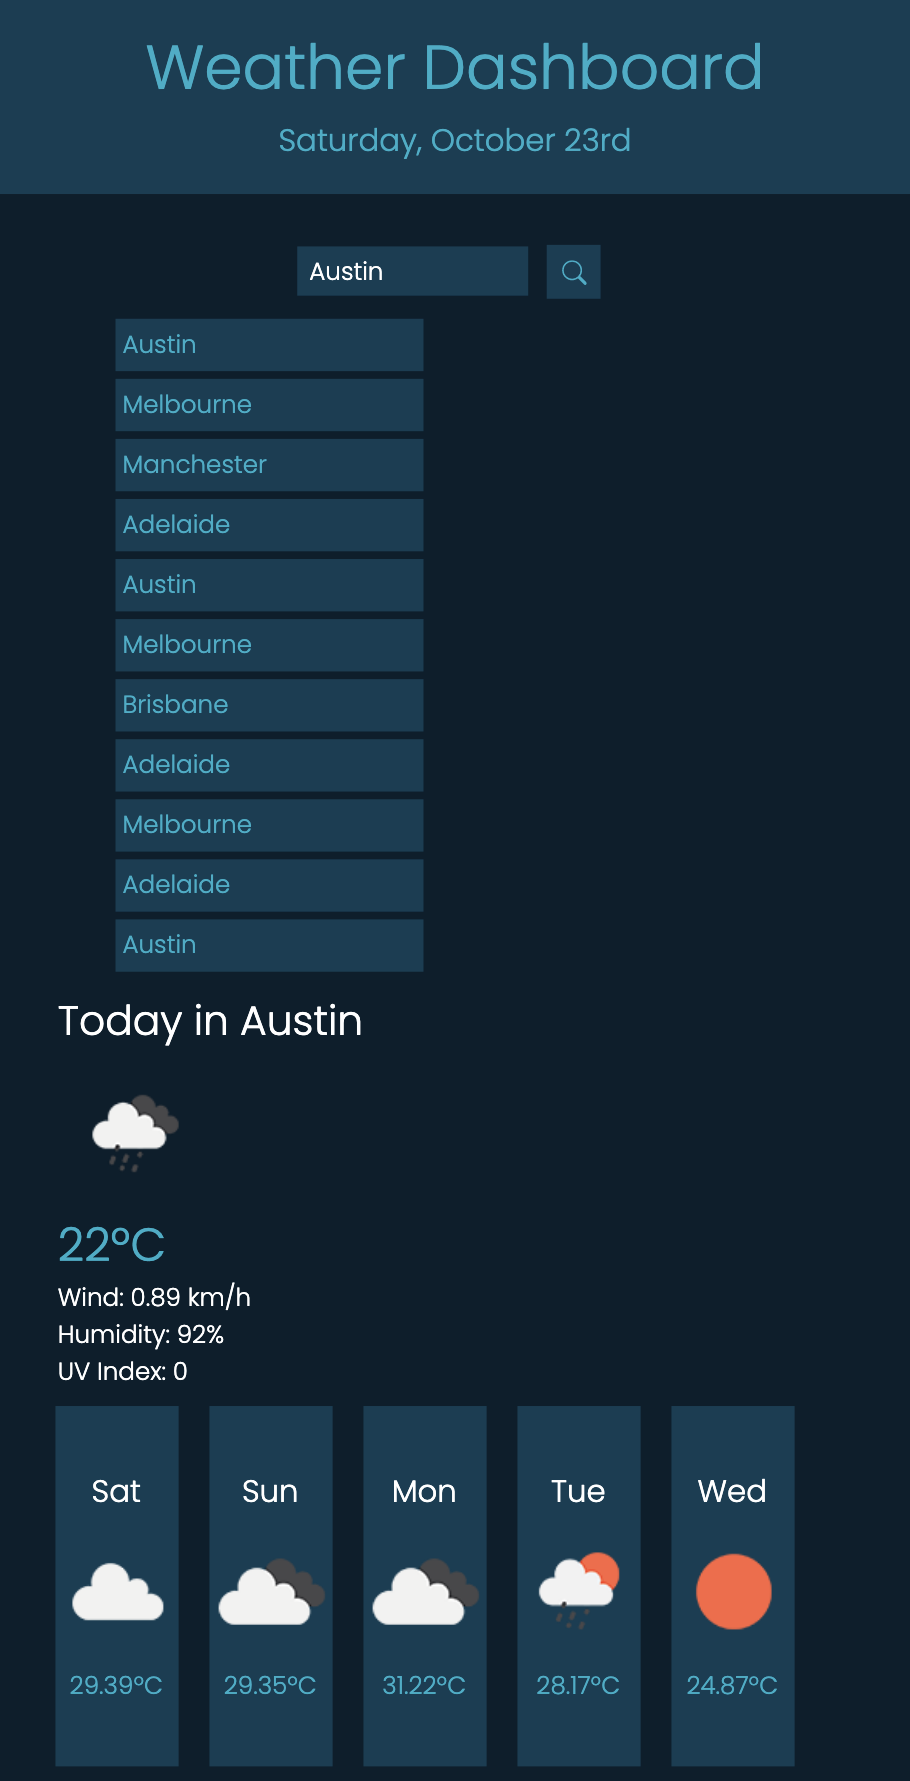 Weather Dashboard
Saturday, October 23rd
Austin
Austin
Melbourne
Manchester
Adelaide
Austin
Melbourne
Brisbane
Adelaide
Melbourne
Adelaide
Austin
Today in Austin
22°C
Wind: 0.89 km/h
Humidity: 92%
UV Index: 0
Sat Sun Mon Tue Wed
29.39°C 29.35°C 31.22°C 28.17°C 24.87°C